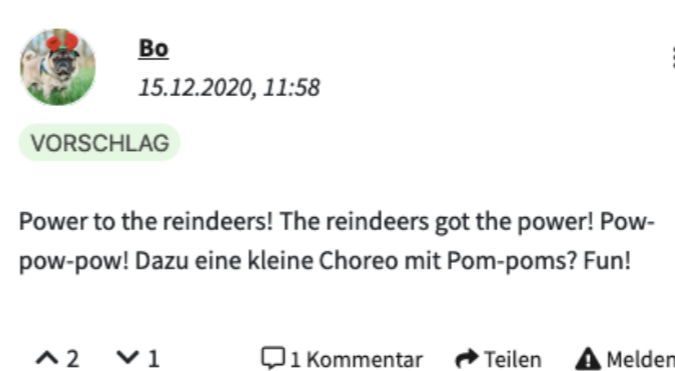 Bo
15.12.2020, 11:58
VORSCHLAG
Power to the reindeers! The reindeers got the power! Pow-
pow-pow! Dazu eine kleine Choreo mit Pom-poms? Fun!
2 1 1 Kommentar Teilen Melden